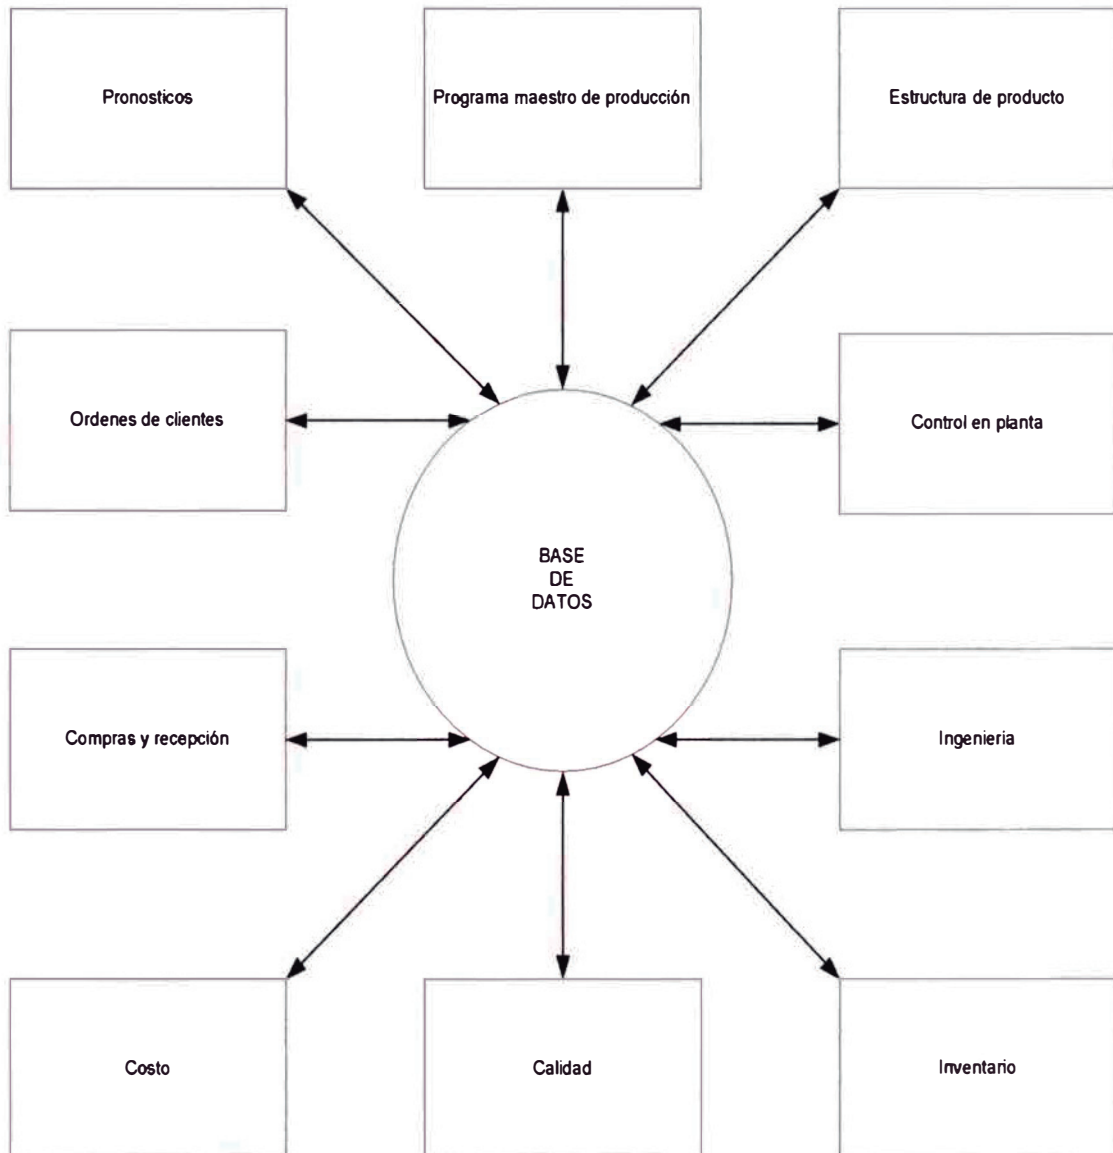 Pronosticos
Programa maestro de producción
Estructura de producto
Ordenes de clientes
Control en planta
BASE
DE
DATOS
Compras y recepción
Ingenieria
Costo
Calidad
Inventario